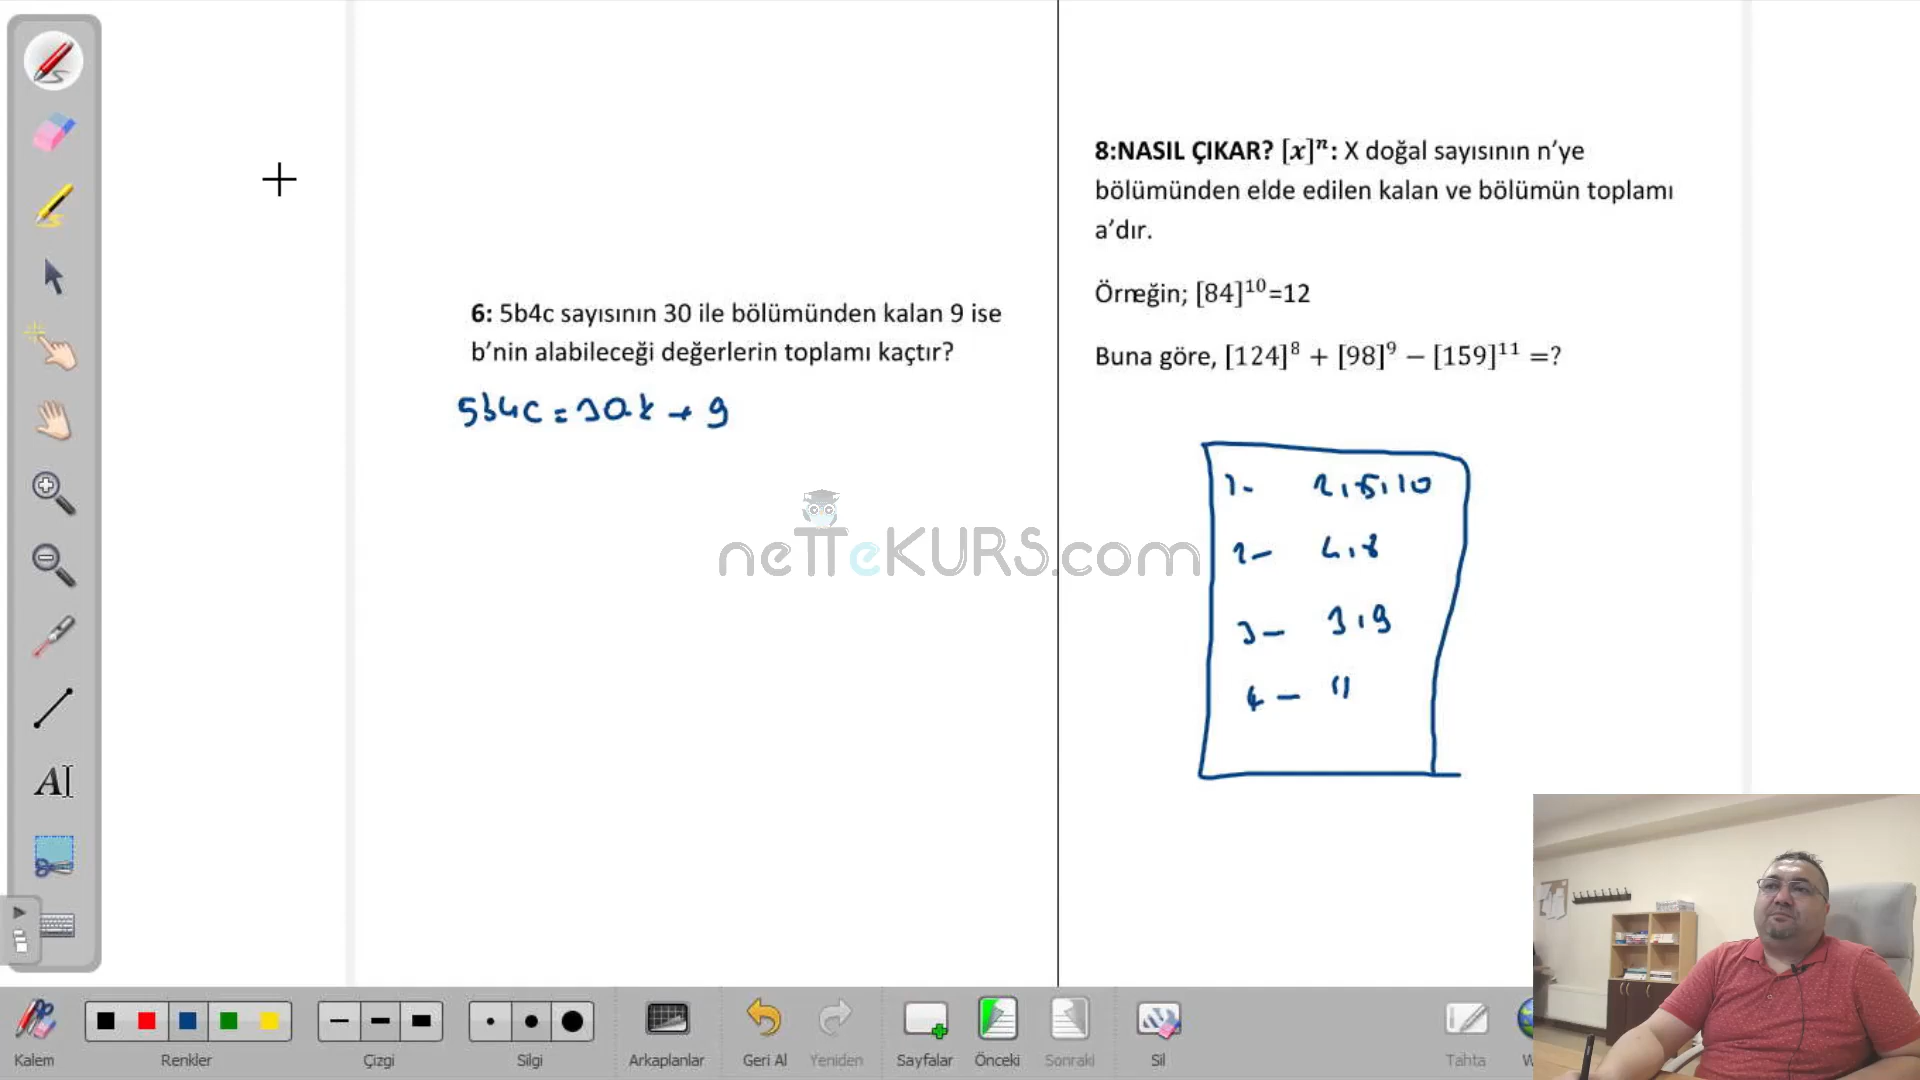 6: 5b4c sayısının 30 ile bölümünden kalan 9 ise
b’nin alabileceği değerlerin toplamı kaçtır?
5b4c = 30k + 9
8:NASIL ÇIKAR? [x]ⁿ: X doğal sayısının n’ye
bölümünden elde edilen kalan ve bölümün toplamı
a’dır.
Örneğin; [84]¹⁰=12
Buna göre, [124]⁸ + [98]⁹ − [159]¹¹ =?
1- 2,5,10
2- 4,8
3- 3,9
4- 11
neTTeKURS.com
Kalem
Renkler
Çizgi
Silgi
Arkaplanlar
Geri Al
Yeniden
Sayfalar
Önceki
Sonraki
Sil
Tahta